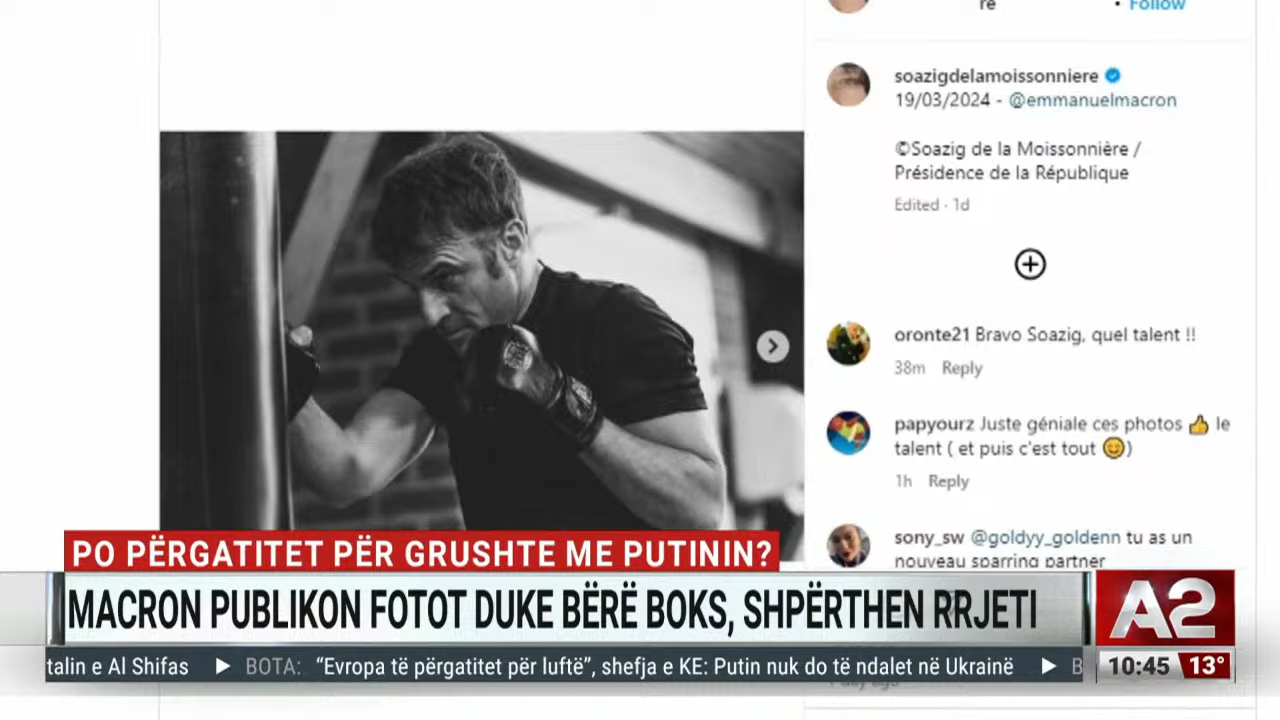 re
• Follow
soazigdelamoissonniere
19/03/2024 - @emmanuelmacron
©Soazig de la Moissonnière /
Présidence de la République
Edited · 1d
oronte21 Bravo Soazig, quel talent !!
38m Reply
papyourz Juste géniale ces photos 👍 le
talent ( et puis c'est tout 😊)
1h Reply
sony_sw @goldyy_goldenn tu as un
nouveau sparring partner
PO PËRGATITET PËR GRUSHTE ME PUTININ?
MACRON PUBLIKON FOTOT DUKE BËRË BOKS, SHPËRTHEN RRJETI
A2
talin e Al Shifas ▶ BOTA: “Evropa të përgatitet për luftë”, shefja e KE: Putin nuk do të ndalet në Ukrainë ▶ B
10:45 13°